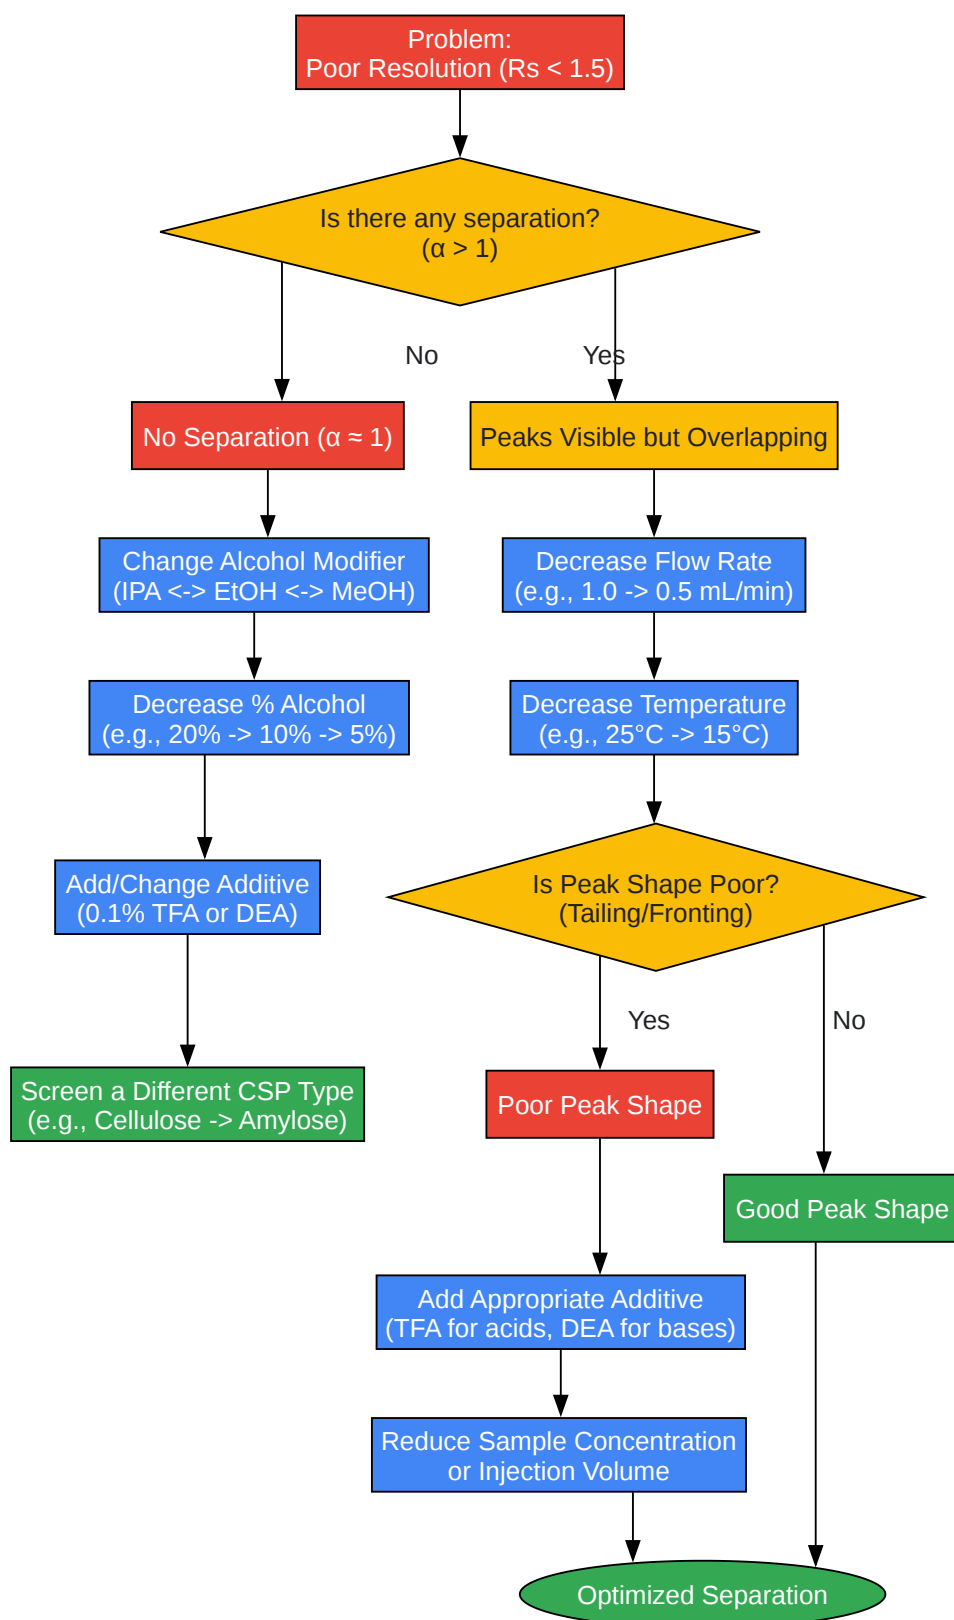 Problem:
Poor Resolution (Rs < 1.5)
Is there any separation?
(α > 1)
No
Yes
No Separation (α ≈ 1)
Peaks Visible but Overlapping
Change Alcohol Modifier
(IPA <-> EtOH <-> MeOH)
Decrease Flow Rate
(e.g., 1.0 -> 0.5 mL/min)
Decrease % Alcohol
(e.g., 20% -> 10% -> 5%)
Decrease Temperature
(e.g., 25°C -> 15°C)
Add/Change Additive
(0.1% TFA or DEA)
Is Peak Shape Poor?
(Tailing/Fronting)
Yes
No
Screen a Different CSP Type
(e.g., Cellulose -> Amylose)
Poor Peak Shape
Good Peak Shape
Add Appropriate Additive
(TFA for acids, DEA for bases)
Reduce Sample Concentration
or Injection Volume
Optimized Separation